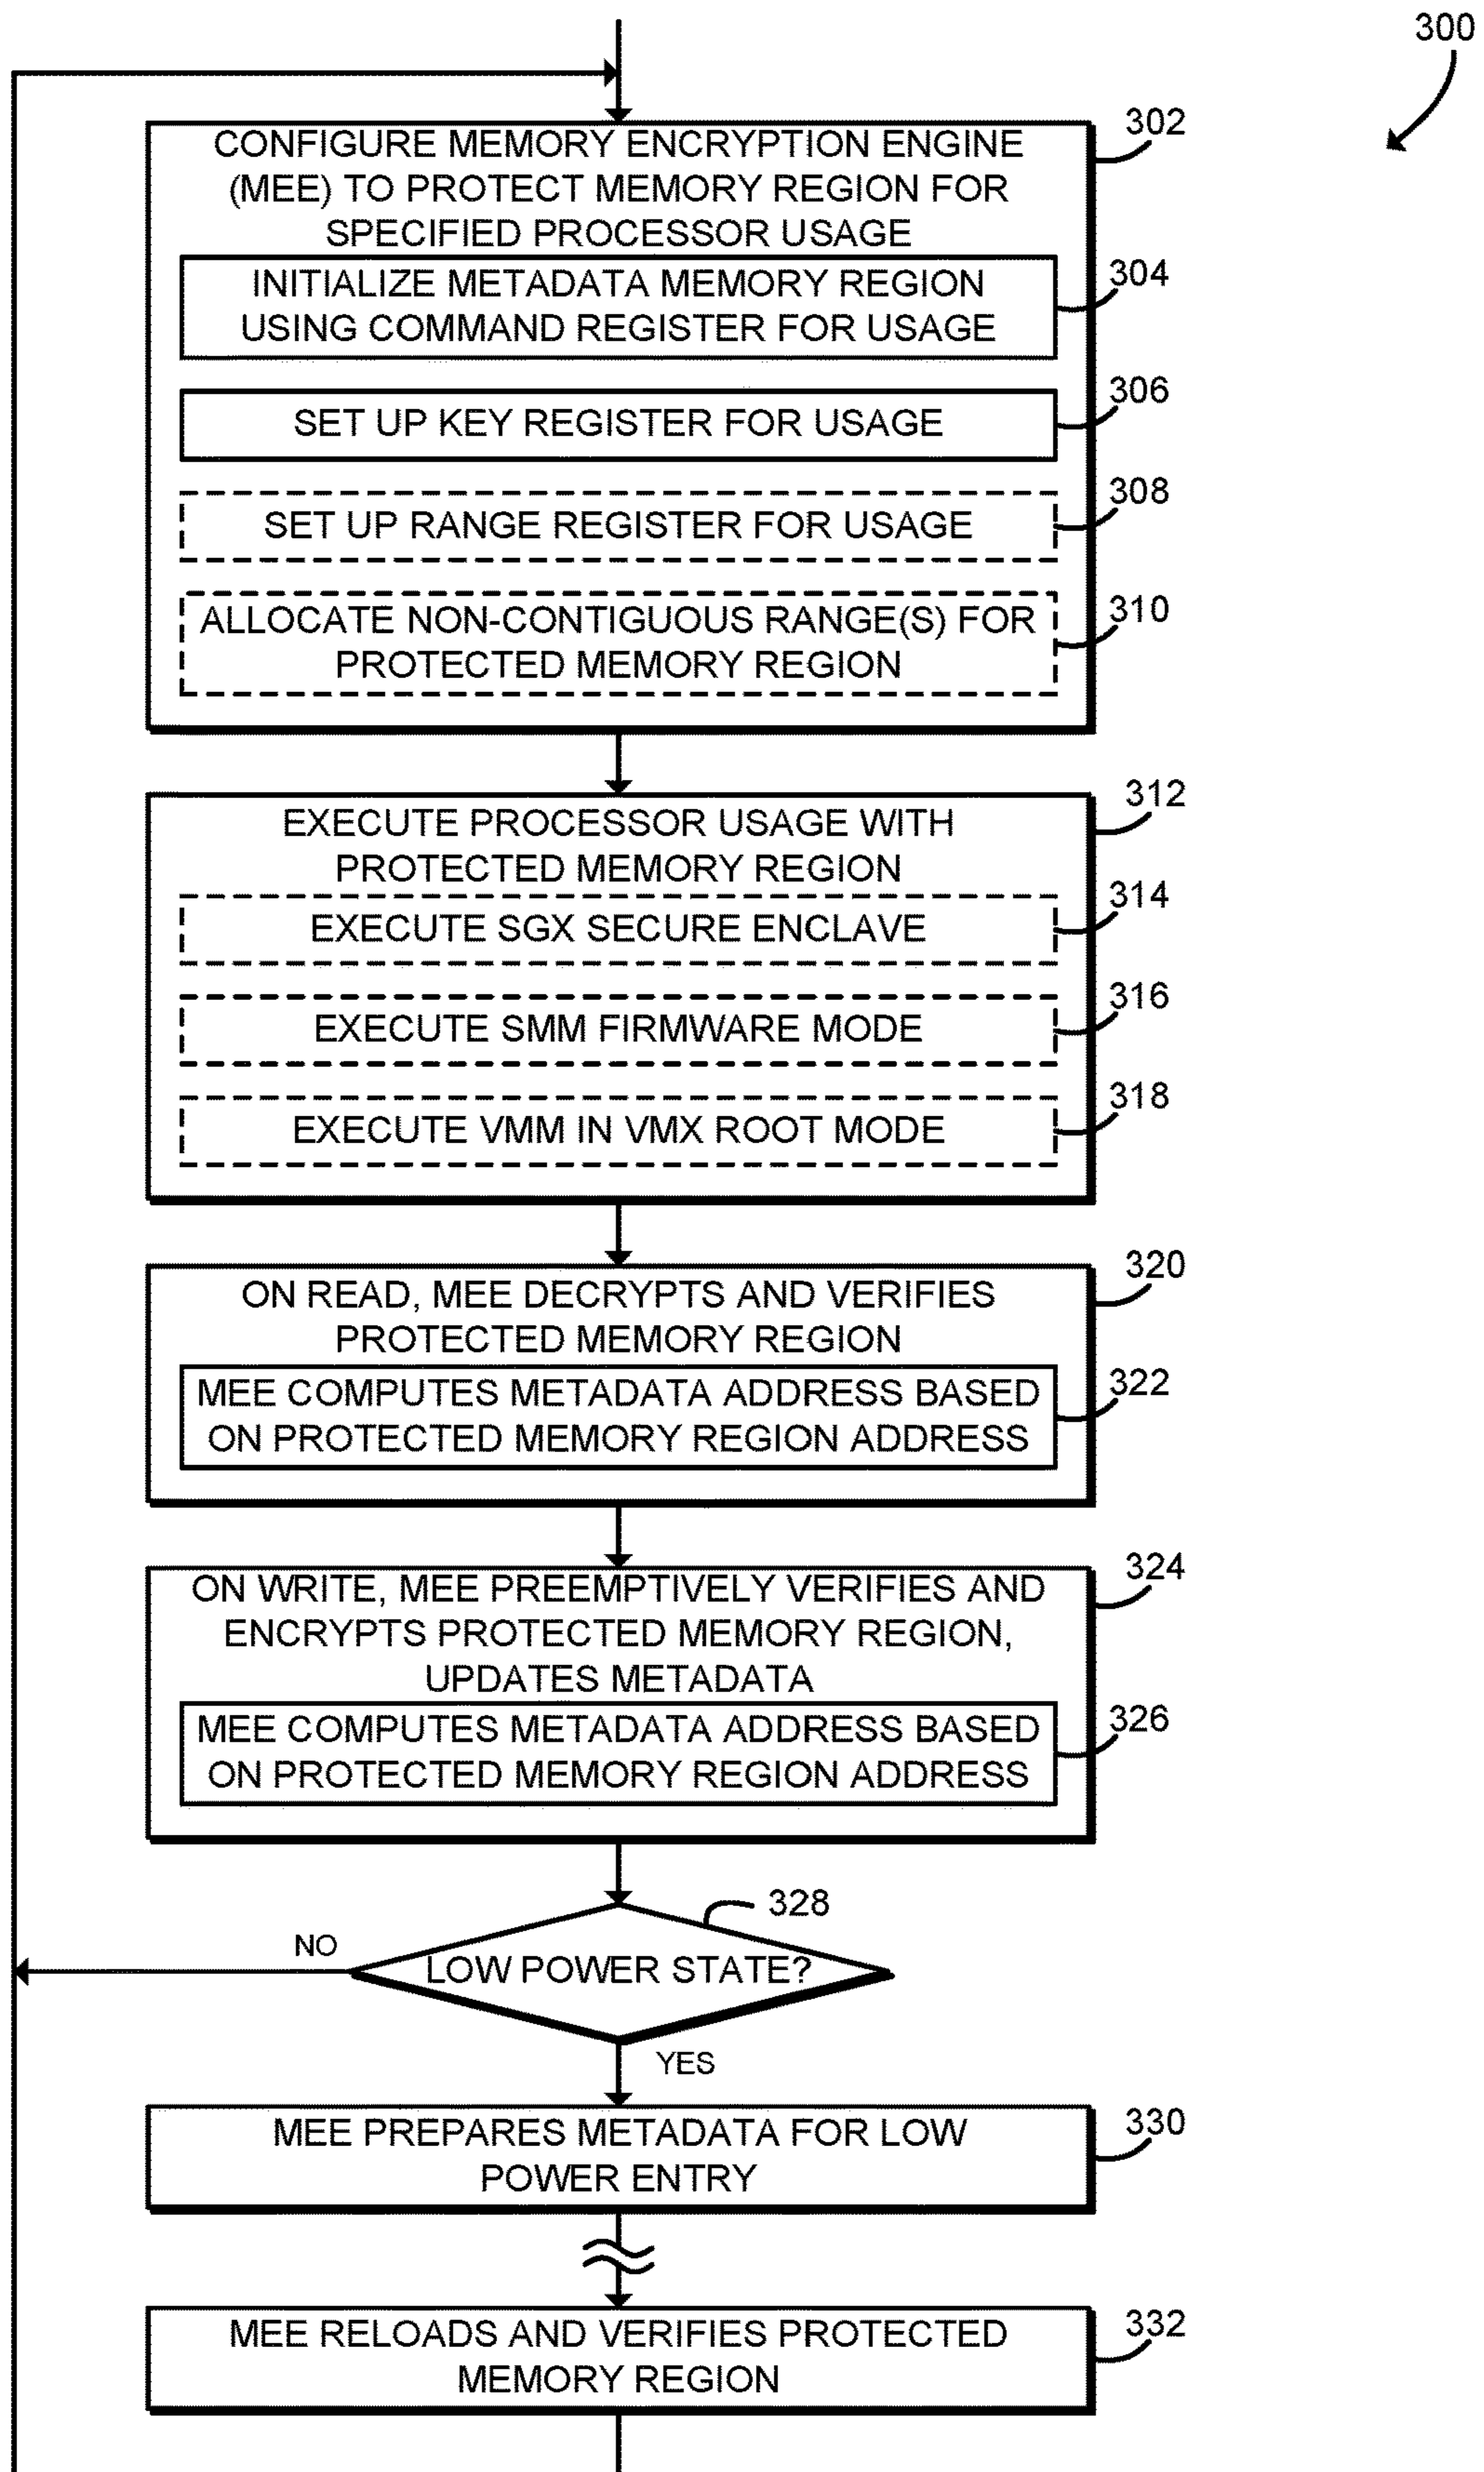 300
302
CONFIGURE MEMORY ENCRYPTION ENGINE
(MEE) TO PROTECT MEMORY REGION FOR
SPECIFIED PROCESSOR USAGE
304
INITIALIZE METADATA MEMORY REGION
USING COMMAND REGISTER FOR USAGE
306
SET UP KEY REGISTER FOR USAGE
308
SET UP RANGE REGISTER FOR USAGE
310
ALLOCATE NON-CONTIGUOUS RANGE(S) FOR
PROTECTED MEMORY REGION
312
EXECUTE PROCESSOR USAGE WITH
PROTECTED MEMORY REGION
314
EXECUTE SGX SECURE ENCLAVE
316
EXECUTE SMM FIRMWARE MODE
318
EXECUTE VMM IN VMX ROOT MODE
320
ON READ, MEE DECRYPTS AND VERIFIES
PROTECTED MEMORY REGION
322
MEE COMPUTES METADATA ADDRESS BASED
ON PROTECTED MEMORY REGION ADDRESS
324
ON WRITE, MEE PREEMPTIVELY VERIFIES AND
ENCRYPTS PROTECTED MEMORY REGION,
UPDATES METADATA
326
MEE COMPUTES METADATA ADDRESS BASED
ON PROTECTED MEMORY REGION ADDRESS
328
NO
LOW POWER STATE?
YES
330
MEE PREPARES METADATA FOR LOW
POWER ENTRY
332
MEE RELOADS AND VERIFIES PROTECTED
MEMORY REGION